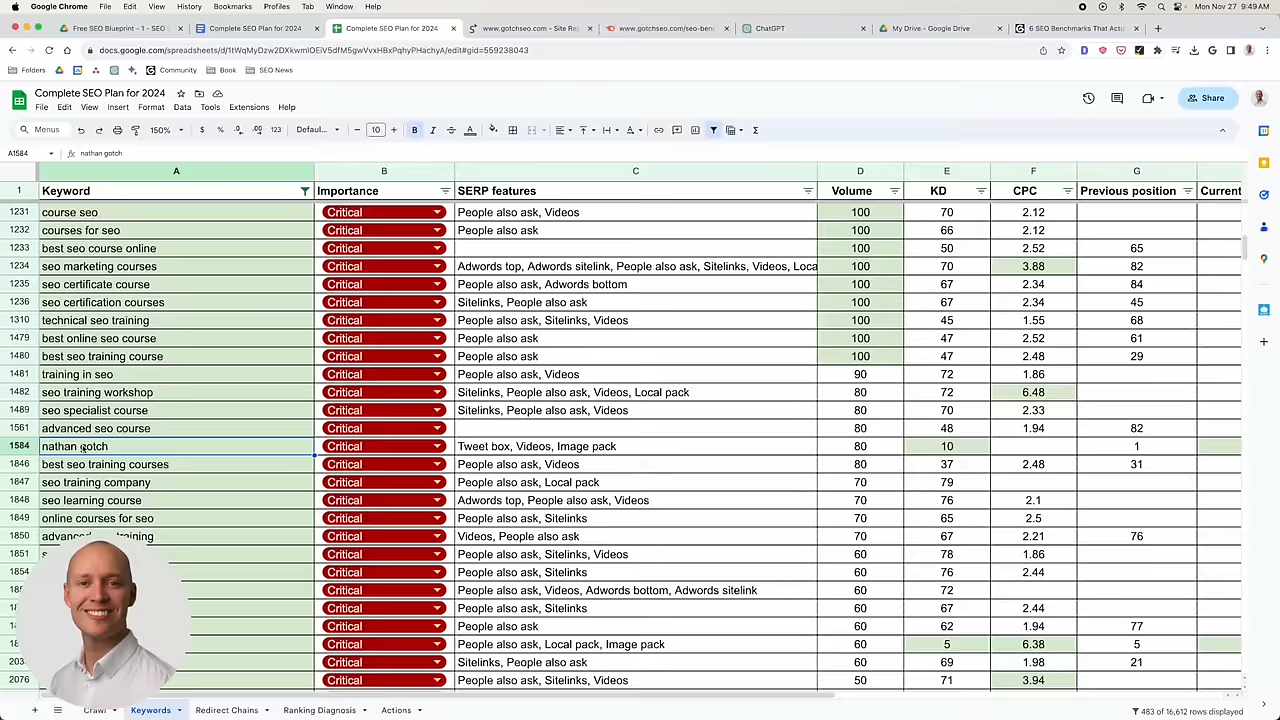 Chrome File Edit View History Bookmarks Profiles Tab Window Help Mon Nov 27 9:49AM
Free SEO Blueprint - 1 - SEO Complete SEO Plan for 2024 Complete SEO Plan for 2024 www.gotchseo.com - Site Re www.gotchseo.com/seo-ben ChatGPT My Drive - Google Drive 6 SEO Benchmarks That Actu
docs.google.com/spreadsheets/d/
Folders Community Book SEO News
Complete SEO Plan for 2024
File Edit View Insert Format Data Tools Extensions Help
Share
Menus 150% $ % .0 .00 123 Defaul... 10 B I A
A1584 fx nathan gotch
A B C D E F G
1 Keyword Importance SERP features Volume KD CPC Previous position Current
1231 course seo Critical People also ask, Videos 100 70 2.12
1232 courses for seo Critical People also ask 100 66 2.12
1233 best seo course online Critical 100 50 2.52 65
1234 seo marketing courses Critical Adwords top, Adwords sitelink, People also ask, Sitelinks, Videos, Loca 100 70 3.88 82
1235 seo certificate course Critical People also ask, Adwords bottom 100 67 2.34 84
1236 seo certification courses Critical Sitelinks, People also ask 100 67 2.34 45
1310 technical seo training Critical People also ask, Sitelinks, Videos 100 45 1.55 68
1479 best online seo course Critical People also ask 100 47 2.52 61
1480 best seo training course Critical People also ask 100 47 2.48 29
1481 training in seo Critical People also ask, Videos 90 72 1.86
1482 seo training workshop Critical Sitelinks, People also ask, Videos, Local pack 80 72 6.48
1489 seo specialist course Critical Sitelinks, People also ask, Videos 80 70 2.33
1561 advanced seo course Critical 80 48 1.94 82
1584 nathan gotch Critical Tweet box, Videos, Image pack 80 10 1
1846 best seo training courses Critical People also ask, Videos 80 37 2.48 31
1847 seo training company Critical People also ask, Local pack 70 79
1848 seo learning course Critical Adwords top, People also ask, Videos 70 76 2.1
1849 online courses for seo Critical People also ask, Sitelinks 70 65 2.5
1850 training Critical Videos, People also ask 70 67 2.21 76
1851 Critical People also ask, Sitelinks, Videos 60 78 1.86
1854 Critical People also ask, Sitelinks 60 76 2.44
Critical People also ask, Videos, Adwords bottom, Adwords sitelink 60 72
Critical People also ask, Sitelinks 60 67 2.44
Critical People also ask 60 62 1.94 77
Critical People also ask, Local pack, Image pack 60 5 6.38 5
Critical Sitelinks, People also ask 60 69 1.98 21
2076 Critical People also ask, Sitelinks, Videos 50 71 3.94
Crawl Keywords Redirect Chains Ranking Diagnosis Actions 483 of 16,612 rows displayed